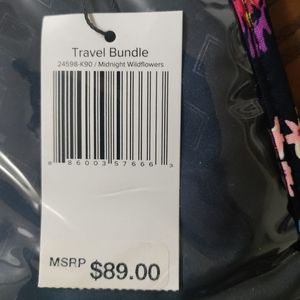 Travel Bundle
24598-K90 / Midnight Wildflowers
8 86003 57666 3
MSRP $89.00